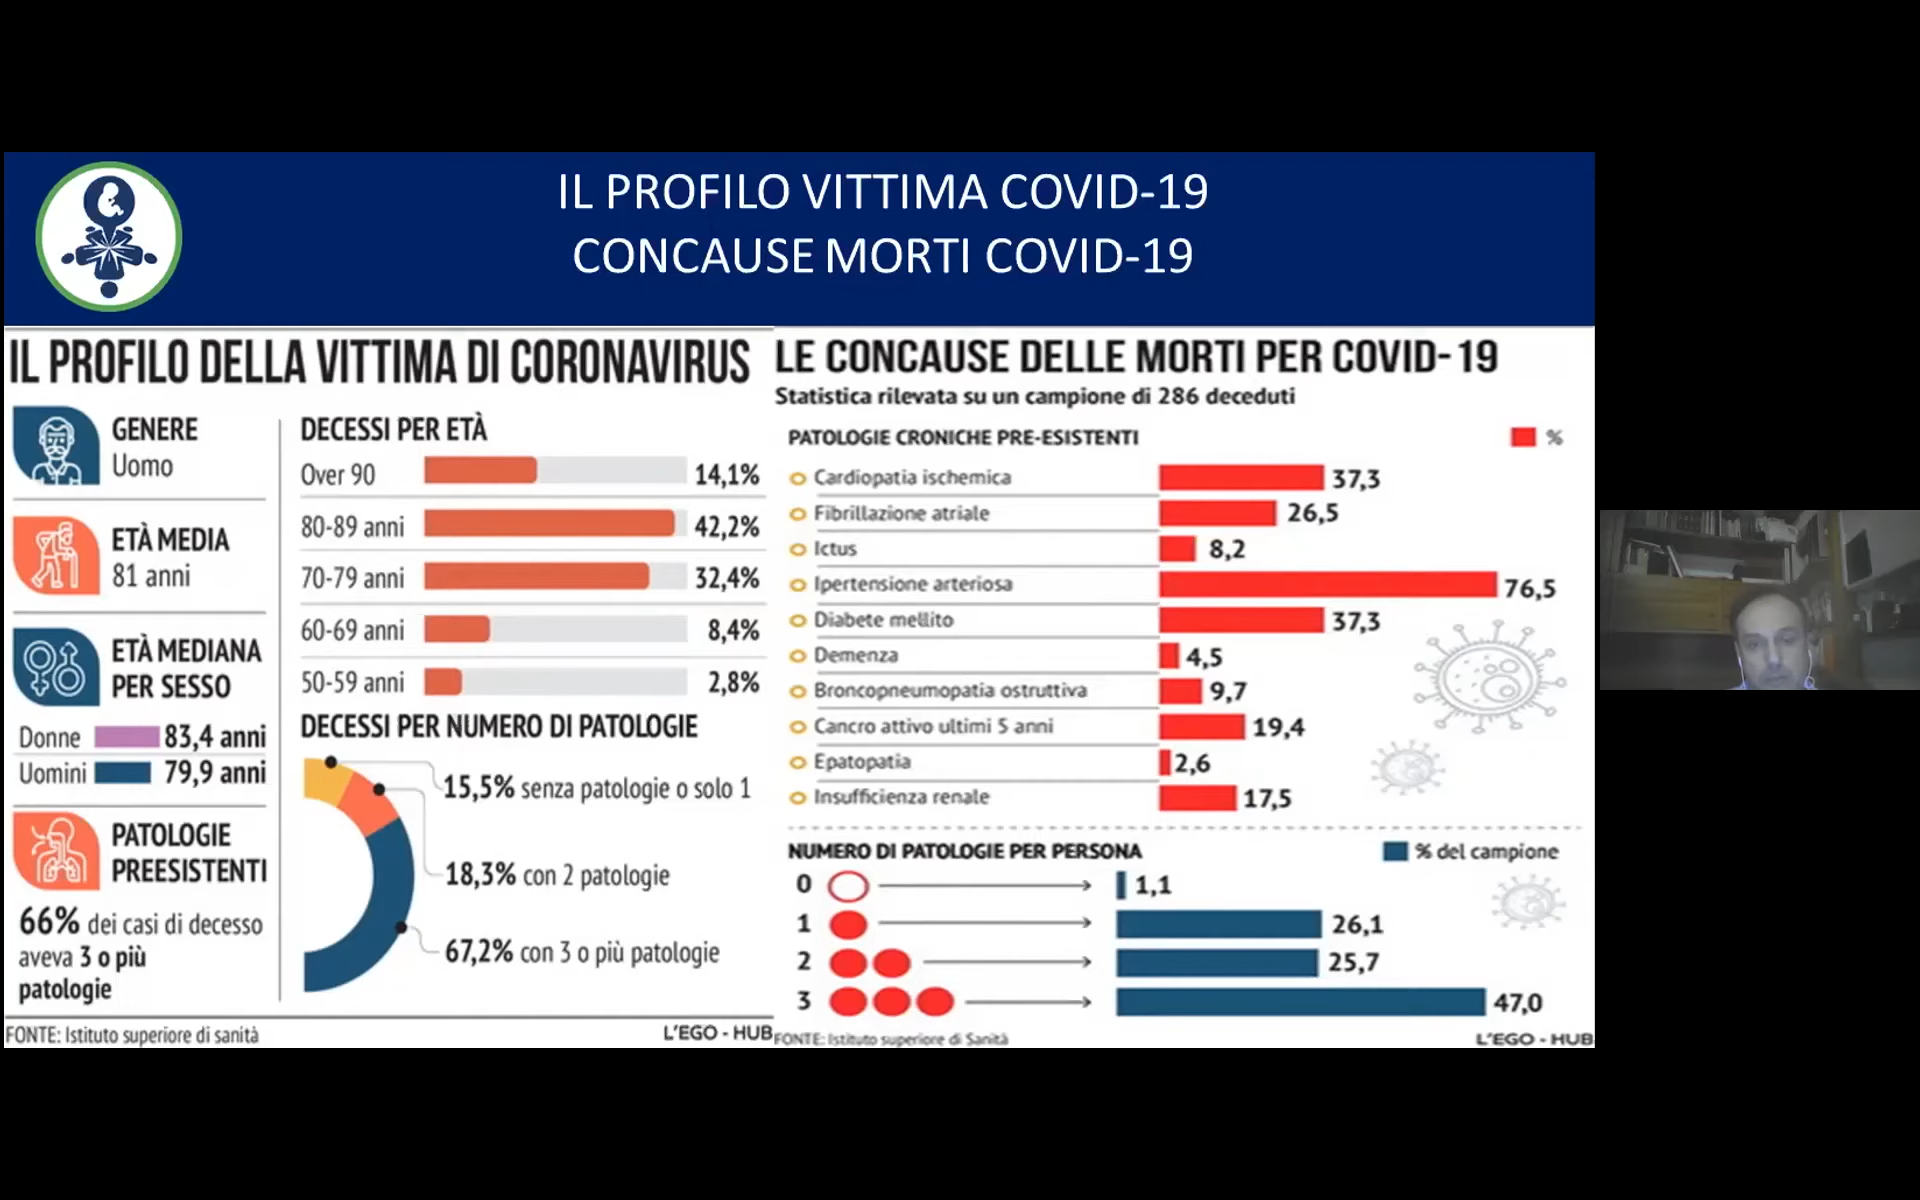 IL PROFILO VITTIMA COVID-19
CONCAUSE MORTI COVID-19
IL PROFILO DELLA VITTIMA DI CORONAVIRUS
GENERE
Uomo
ETÀ MEDIA
81 anni
ETÀ MEDIANA
PER SESSO
Donne 83,4 anni
Uomini 79,9 anni
PATOLOGIE
PREESISTENTI
66% dei casi di decesso
aveva 3 o più
patologie
DECESSI PER ETÀ
Over 90 14,1%
80-89 anni 42,2%
70-79 anni 32,4%
60-69 anni 8,4%
50-59 anni 2,8%
DECESSI PER NUMERO DI PATOLOGIE
15,5% senza patologie o solo 1
18,3% con 2 patologie
67,2% con 3 o più patologie
FONTE: Istituto superiore di sanità
L'EGO - HUB
LE CONCAUSE DELLE MORTI PER COVID-19
Statistica rilevata su un campione di 286 deceduti
PATOLOGIE CRONICHE PRE-ESISTENTI %
Cardiopatia ischemica 37,3
Fibrillazione atriale 26,5
Ictus 8,2
Ipertensione arteriosa 76,5
Diabete mellito 37,3
Demenza 4,5
Broncopneumopatia ostruttiva 9,7
Cancro attivo ultimi 5 anni 19,4
Epatopatia 2,6
Insufficienza renale 17,5
NUMERO DI PATOLOGIE PER PERSONA % del campione
0 1,1
1 26,1
2 25,7
3 47,0
FONTE: Istituto superiore di Sanità
L'EGO - HUB